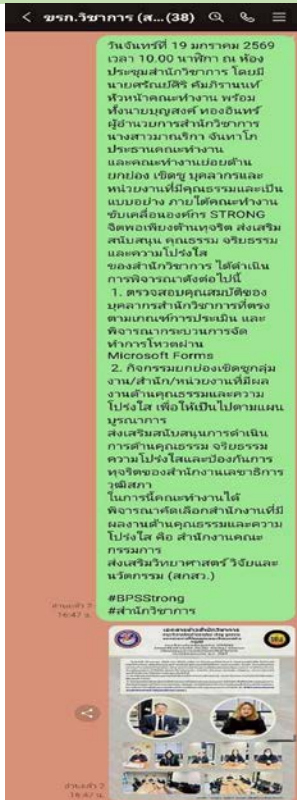 ขรก.วิชาการ (ส...(38)
วันจันทร์ที่ 19 มกราคม 2569
เวลา 10.00 นาฬิกา ณ ห้อง
ประชุมสำนักวิชาการ โดยมี
นายศรัณย์ศิริ คัมภิรานนท์
หัวหน้าคณะทำงาน พร้อม
ทั้งนายบุญสงค์ ทองอินทร์
ผู้อำนวยการสำนักวิชาการ
นางสาวมาณริกา จันทาโภ
ประธานคณะทำงาน
และคณะทำงานย่อยด้าน
ยกย่อง เชิดชู บุคลากรและ
หน่วยงานที่มีคุณธรรมและเป็น
แบบอย่าง ภายใต้คณะทำงาน
ขับเคลื่อนองค์กร STRONG
จิตพอเพียงต้านทุจริต ส่งเสริม
สนับสนุน คุณธรรม จริยธรรม
และความโปร่งใส
ของสำนักวิชาการ ได้ดำเนิน
การพิจารณาดังต่อไปนี้
1. ตรวจสอบคุณสมบัติของ
บุคลากรสำนักวิชาการที่ตรง
ตามเกณฑ์การประเมิน และ
พิจารณากระบวนการจัด
ทำการโหวตผ่าน
Microsoft Forms
2. กิจกรรมยกย่องเชิดชูกลุ่ม
งาน/สำนัก/หน่วยงานที่มีผล
งานด้านคุณธรรมและความ
โปร่งใส เพื่อให้เป็นไปตามแผน
บูรณาการ
ส่งเสริมสนับสนุนการดำเนิน
การด้านคุณธรรม จริยธรรม
ความโปร่งใสและป้องกันการ
ทุจริตของสำนักงานเลขาธิการ
วุฒิสภา
ในการนี้คณะทำงานได้
พิจารณาคัดเลือกสำนักงานที่มี
ผลงานด้านคุณธรรมและความ
โปร่งใส คือ สำนักงานคณะ
กรรมการ
ส่งเสริมวิทยาศาสตร์ วิจัยและ
นวัตกรรม (สกสว.)
#BPSStrong
#สำนักวิชาการ
อ่านแล้ว 7
16:47 น.
เอกสารข่าวสำนักวิชาการ
16:47 น.